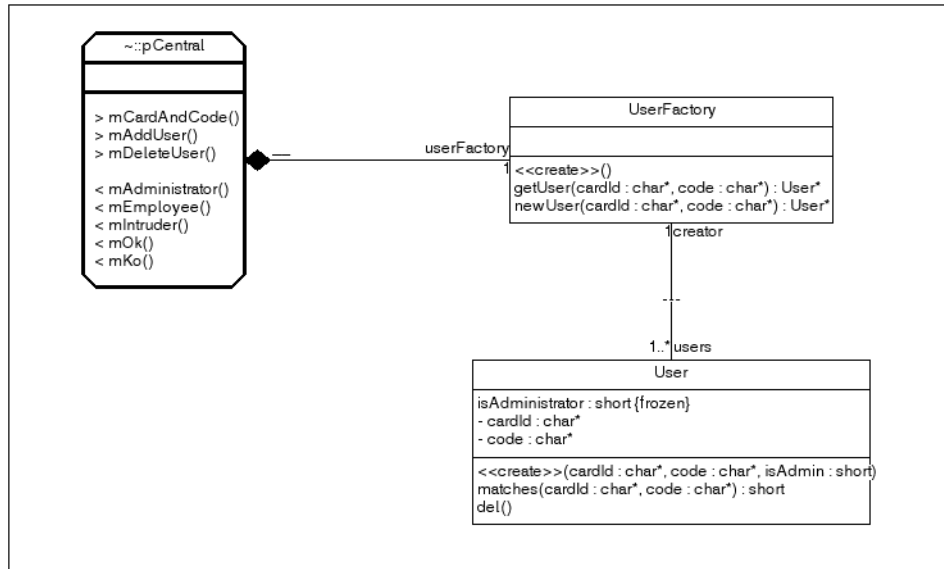 ~::pCentral
> mCardAndCode()
> mAddUser()
> mDeleteUser()
< mAdministrator()
< mEmployee()
< mIntruder()
< mOk()
< mKo()
userFactory
1
UserFactory
<<create>>()
getUser(cardId : char*, code : char*) : User*
newUser(cardId : char*, code : char*) : User*
1creator
1..* users
User
isAdministrator : short {frozen}
- cardId : char*
- code : char*
<<create>>(cardId : char*, code : char*, isAdmin : short)
matches(cardId : char*, code : char*) : short
del()